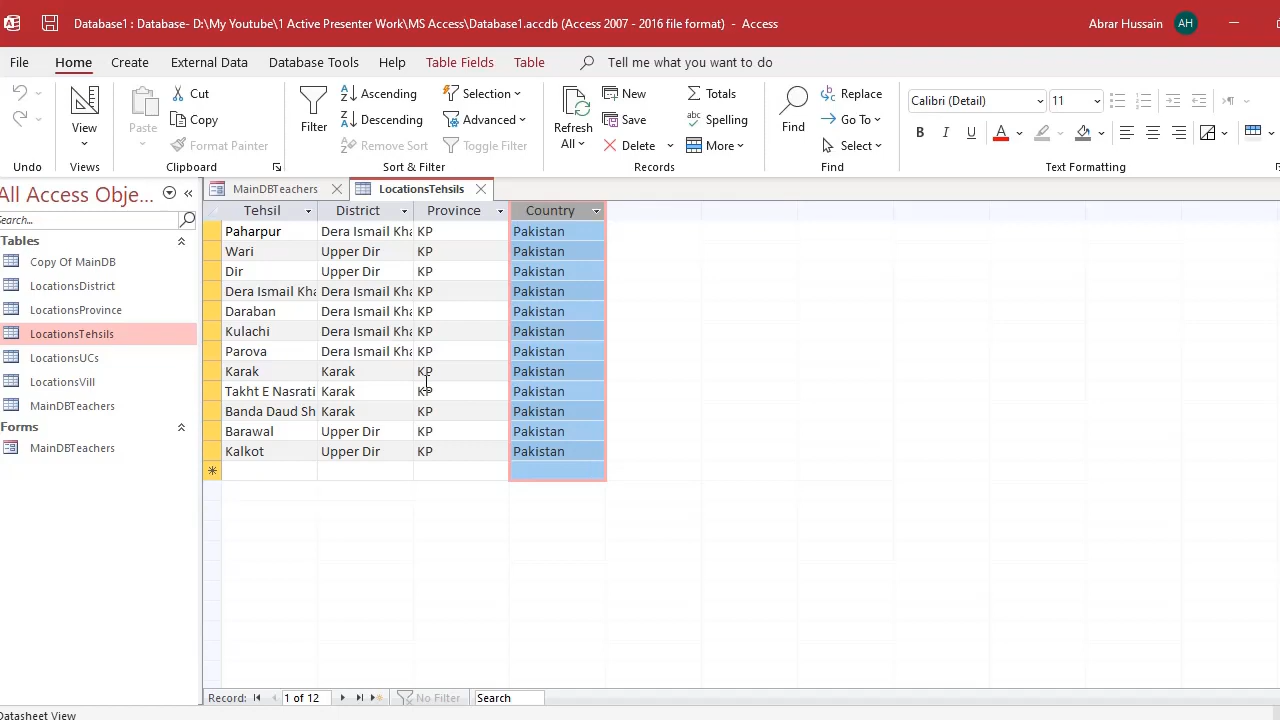 Database1 : Database- D:\My Youtube\1 Active Presenter Work\MS Access\Database1.accdb (Access 2007 - 2016 file format) - Access
Abrar Hussain AH
File Home Create External Data Database Tools Help Table Fields Table Tell me what you want to do
Cut
Copy
Format Painter
View
Paste
Filter
Ascending
Descending
Remove Sort
Selection
Advanced
Toggle Filter
Refresh
All
New
Save
Delete
Totals
Spelling
More
Find
Replace
Go To
Select
Calibri (Detail) 11
B I U A
Undo Views Clipboard Sort & Filter Records Find Text Formatting
All Access Obje...
Search...
Tables
Copy Of MainDB
LocationsDistrict
LocationsProvince
LocationsTehsils
LocationsUCs
LocationsVill
MainDBTeachers
Forms
MainDBTeachers
MainDBTeachers LocationsTehsils
Tehsil District Province Country
Paharpur Dera Ismail Kha KP Pakistan
Wari Upper Dir KP Pakistan
Dir Upper Dir KP Pakistan
Dera Ismail Kha Dera Ismail Kha KP Pakistan
Daraban Dera Ismail Kha KP Pakistan
Kulachi Dera Ismail Kha KP Pakistan
Parova Dera Ismail Kha KP Pakistan
Karak Karak KP Pakistan
Takht E Nasrati Karak KP Pakistan
Banda Daud Sh Karak KP Pakistan
Barawal Upper Dir KP Pakistan
Kalkot Upper Dir KP Pakistan
Record: 1 of 12 No Filter Search
Datasheet View